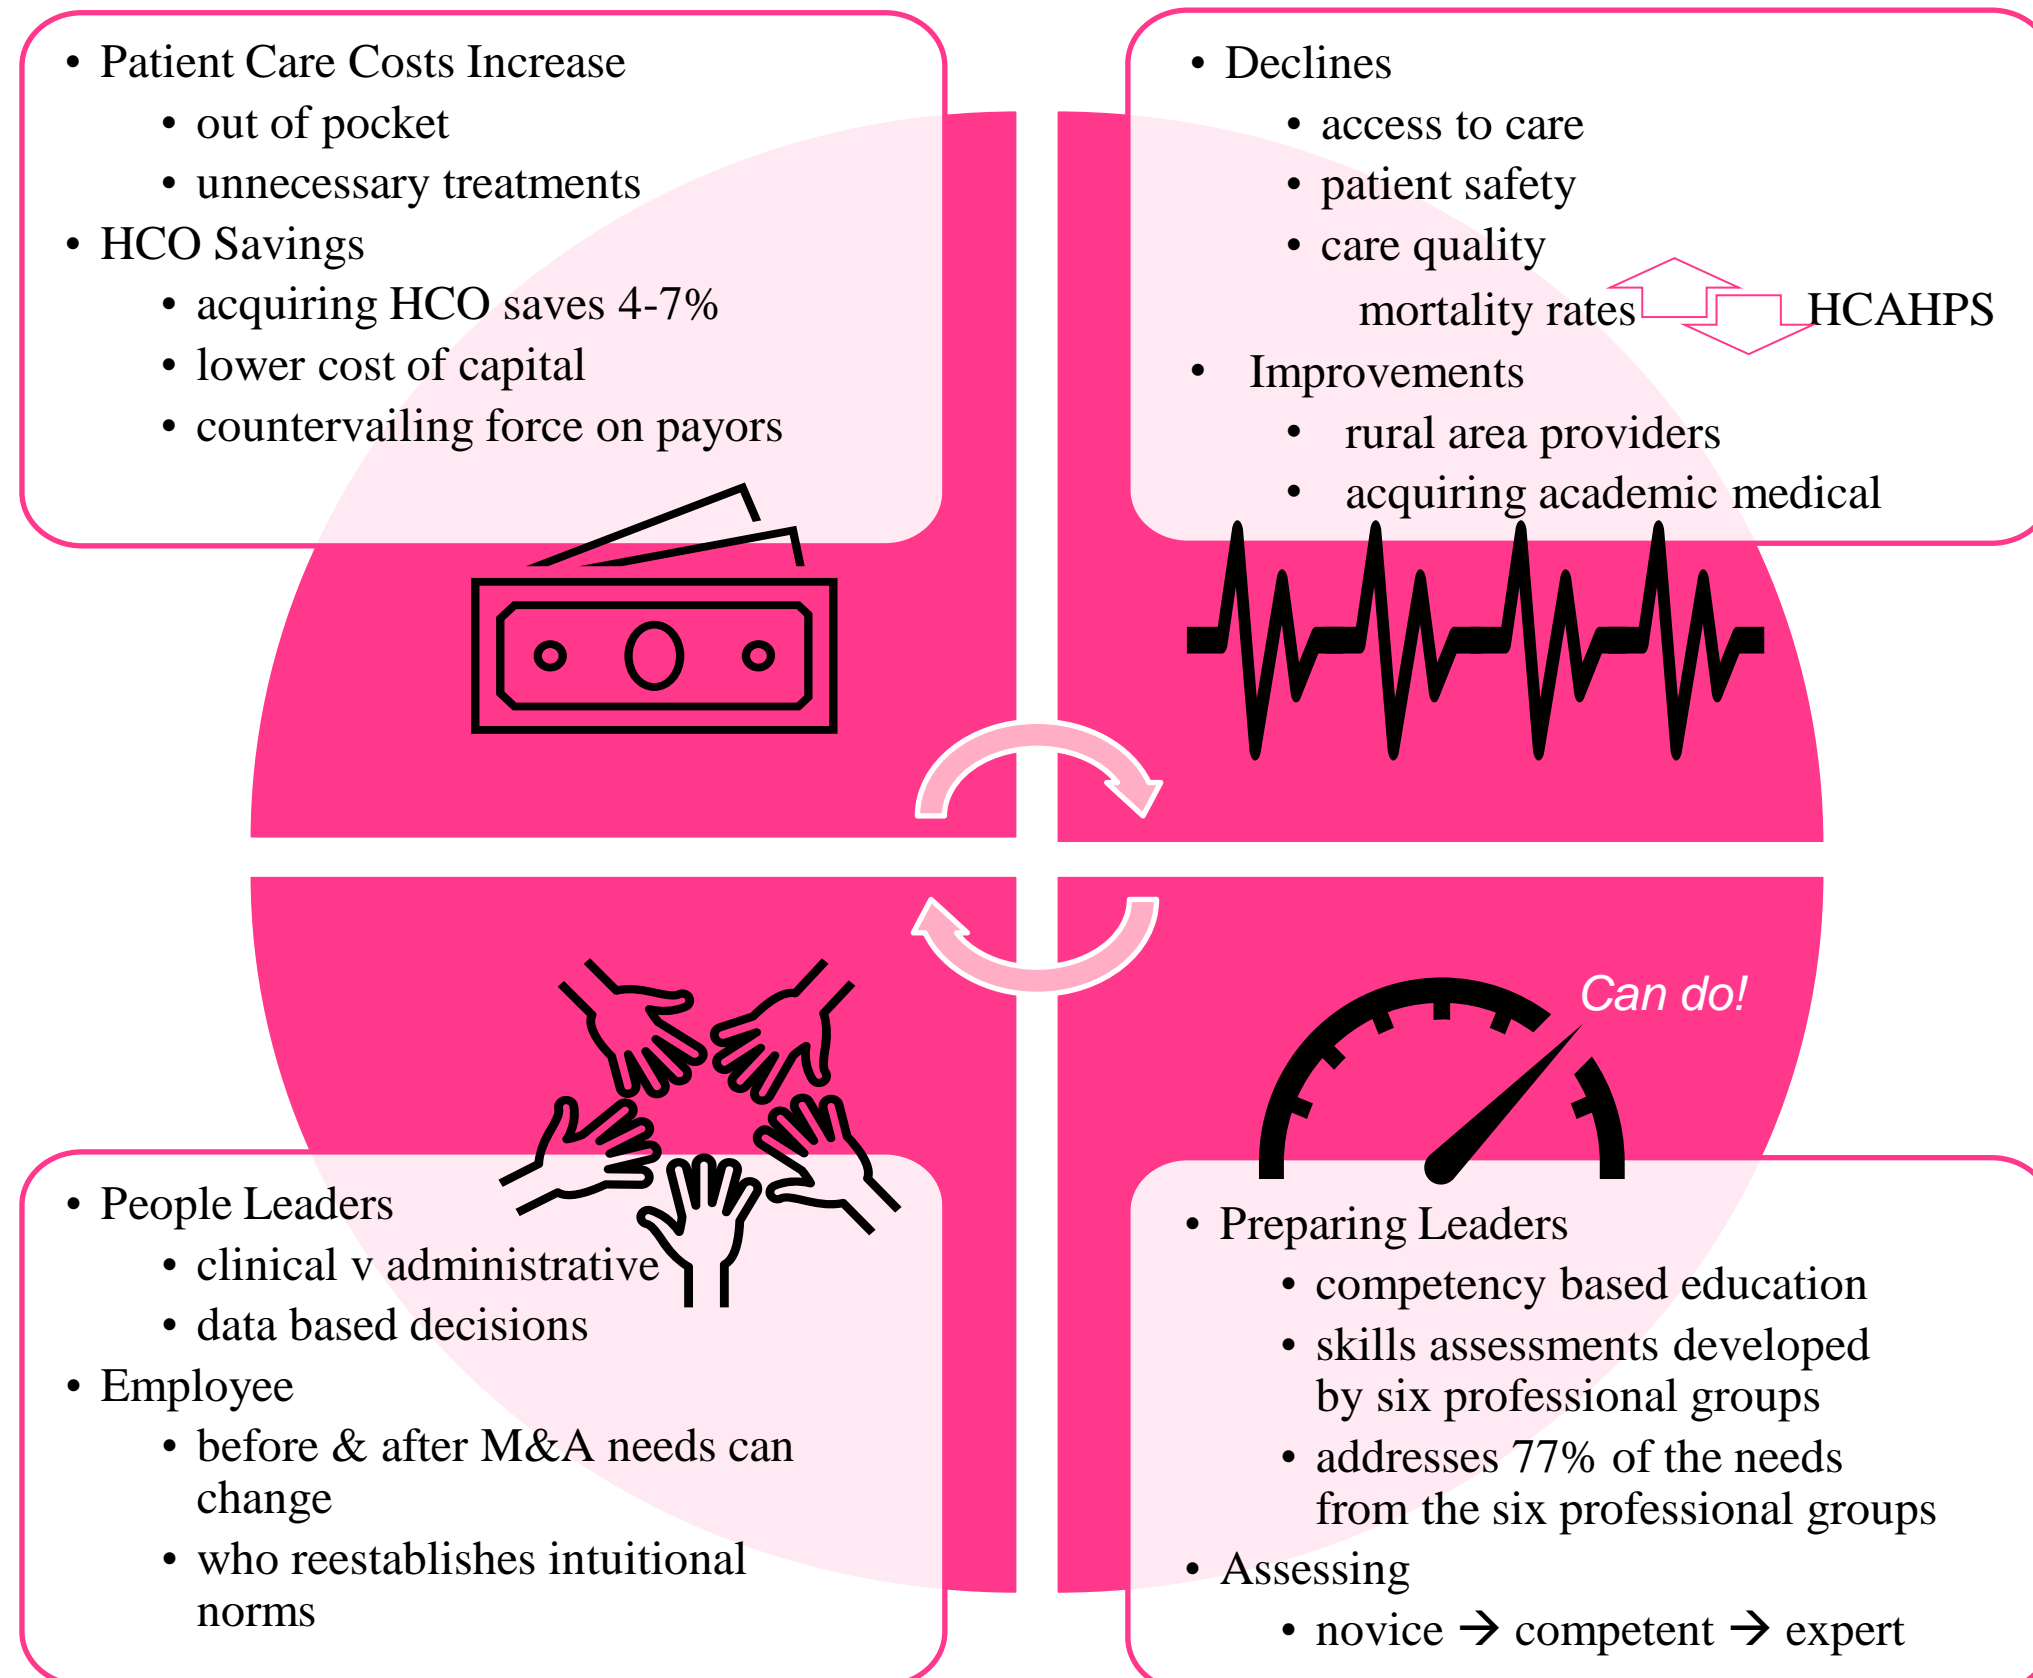 • Patient Care Costs Increase
• out of pocket
• unnecessary treatments
• HCO Savings
• acquiring HCO saves 4-7%
• lower cost of capital
• countervailing force on payors
• Declines
• access to care
• patient safety
• care quality
mortality rates HCAHPS
• Improvements
• rural area providers
• acquiring academic medical
• People Leaders
• clinical v administrative
• data based decisions
• Employee
• before & after M&A needs can
change
• who reestablishes intuitional
norms
Can do!
• Preparing Leaders
• competency based education
• skills assessments developed
by six professional groups
• addresses 77% of the needs
from the six professional groups
• Assessing
• novice → competent → expert